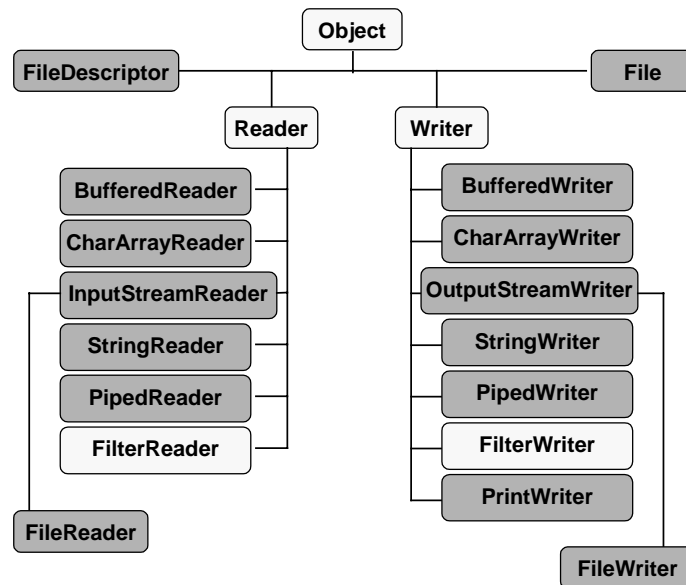 Object
FileDescriptor
File
Reader
Writer
BufferedReader
BufferedWriter
CharArrayReader
CharArrayWriter
InputStreamReader
OutputStreamWriter
StringReader
StringWriter
PipedReader
PipedWriter
FilterReader
FilterWriter
PrintWriter
FileReader
FileWriter